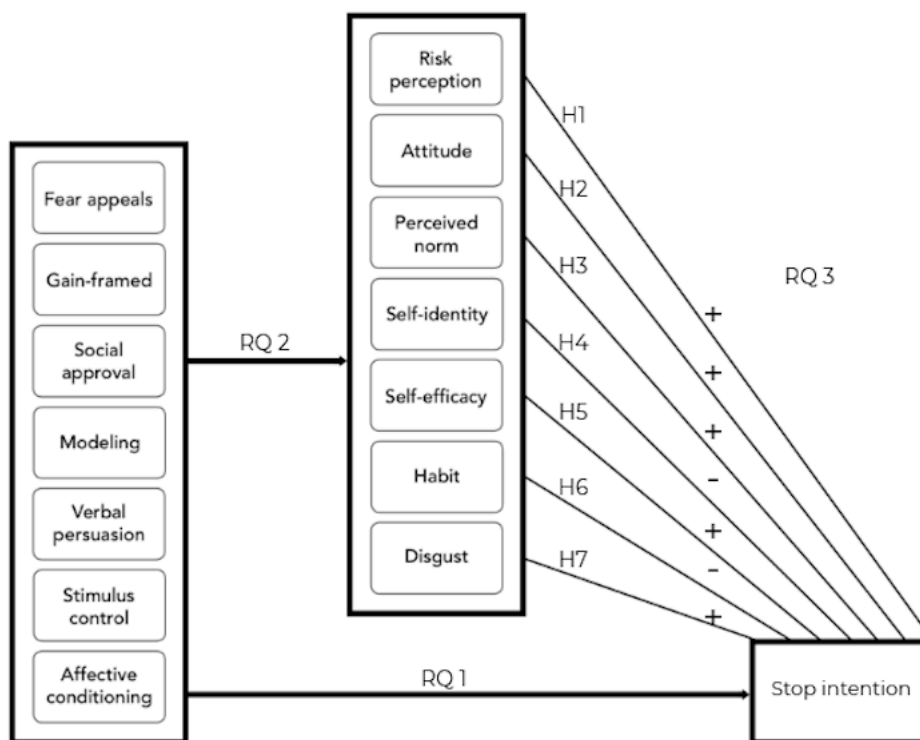 Fear appeals
Gain-framed
Social
approval
Modeling
Verbal
persuasion
Stimulus
control
Affective
conditioning
RQ 2
RQ 1
Risk
perception
Attitude
Perceived
norm
Self-identity
Self-efficacy
Habit
Disgust
H1
H2
H3
H4
H5
H6
H7
RQ 3
+
+
+
-
+
-
+
Stop intention